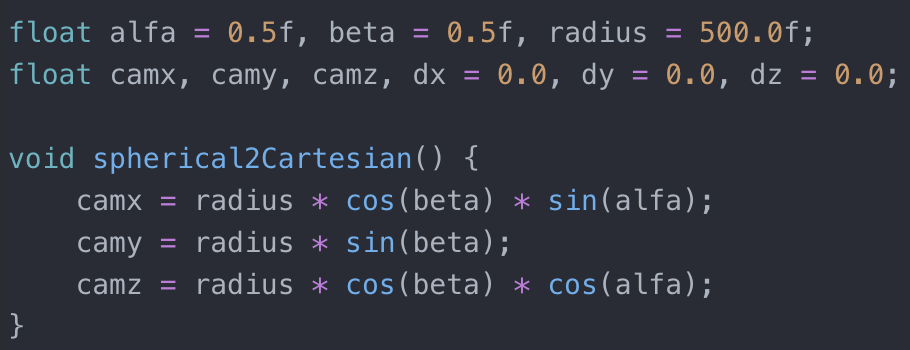 float alfa = 0.5f, beta = 0.5f, radius = 500.0f;
float camx, camy, camz, dx = 0.0, dy = 0.0, dz = 0.0;

void spherical2Cartesian() {
    camx = radius * cos(beta) * sin(alfa);
    camy = radius * sin(beta);
    camz = radius * cos(beta) * cos(alfa);
}